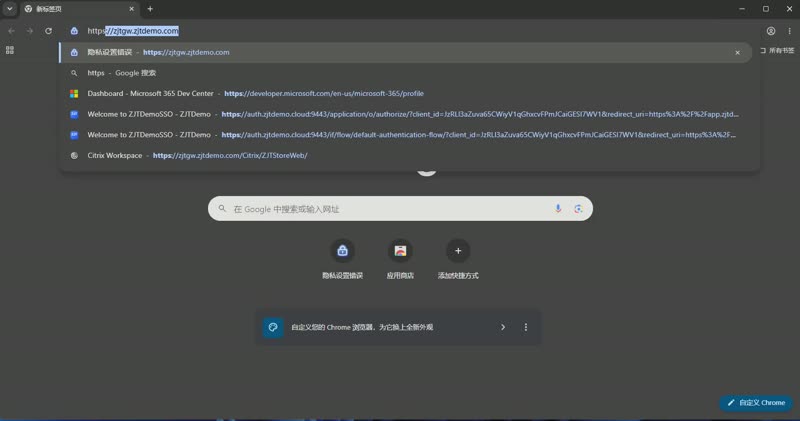 新标签页
https://zjtgw.zjtdemo.com
隐私设置错误 - https://zjtgw.zjtdemo.com
https - Google 搜索
Dashboard - Microsoft 365 Dev Center - https://developer.microsoft.com/en-us/microsoft-365/profile
Welcome to ZJTDemoSSO - ZJTDemo - https://auth.zjtdemo.cloud:9443/application/o/authorize/?client_id=JzRLI3aZuva65CWiyV1qGhxcvFPmJCaiGESI7WV1&redirect_uri=https%3A%2F%2Fapp.zjtd...
Welcome to ZJTDemoSSO - ZJTDemo - https://auth.zjtdemo.cloud:9443/if/flow/default-authentication-flow/?client_id=JzRLI3aZuva65CWiyV1qGhxcvFPmJCaiGESI7WV1&redirect_uri=https%3A%2F%...
Citrix Workspace - https://zjtgw.zjtdemo.com/Citrix/ZJTStoreWeb/
所有书签
在 Google 中搜索或输入网址
隐私设置错误
应用商店
添加快捷方式
自定义您的 Chrome 浏览器，为它换上全新外观
自定义 Chrome